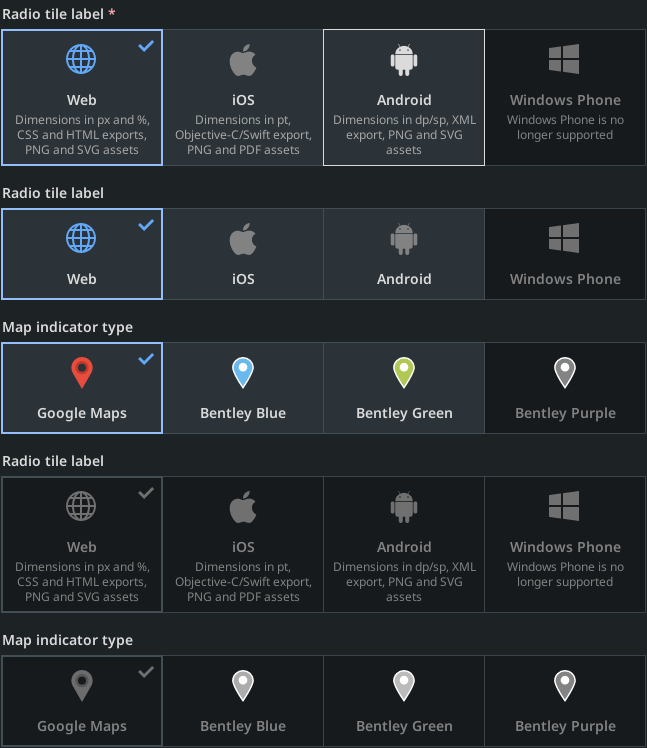 Radio tile label *
Web
Dimensions in px and %,
CSS and HTML exports,
PNG and SVG assets
iOS
Dimensions in pt,
Objective-C/Swift export,
PNG and PDF assets
Android
Dimensions in dp/sp, XML
export, PNG and SVG
assets
Windows Phone
Windows Phone is no
longer supported
Radio tile label
Web
iOS
Android
Windows Phone
Map indicator type
Google Maps
Bentley Blue
Bentley Green
Bentley Purple
Radio tile label
Web
Dimensions in px and %,
CSS and HTML exports,
PNG and SVG assets
iOS
Dimensions in pt,
Objective-C/Swift export,
PNG and PDF assets
Android
Dimensions in dp/sp, XML
export, PNG and SVG
assets
Windows Phone
Windows Phone is no
longer supported
Map indicator type
Google Maps
Bentley Blue
Bentley Green
Bentley Purple